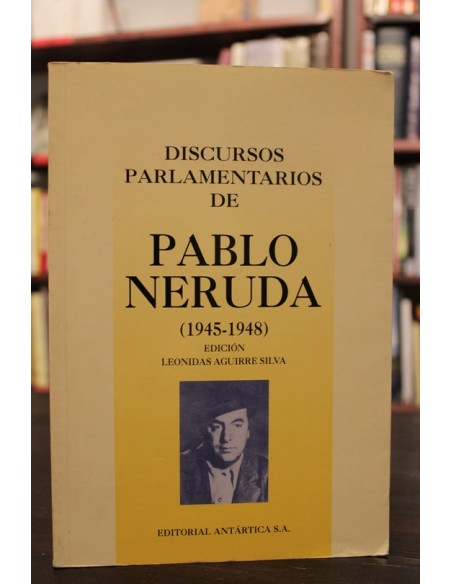 DISCURSOS
PARLAMENTARIOS
DE
PABLO
NERUDA
(1945-1948)
EDICIÓN
LEONIDAS AGUIRRE SILVA
EDITORIAL ANTÁRTICA S.A.